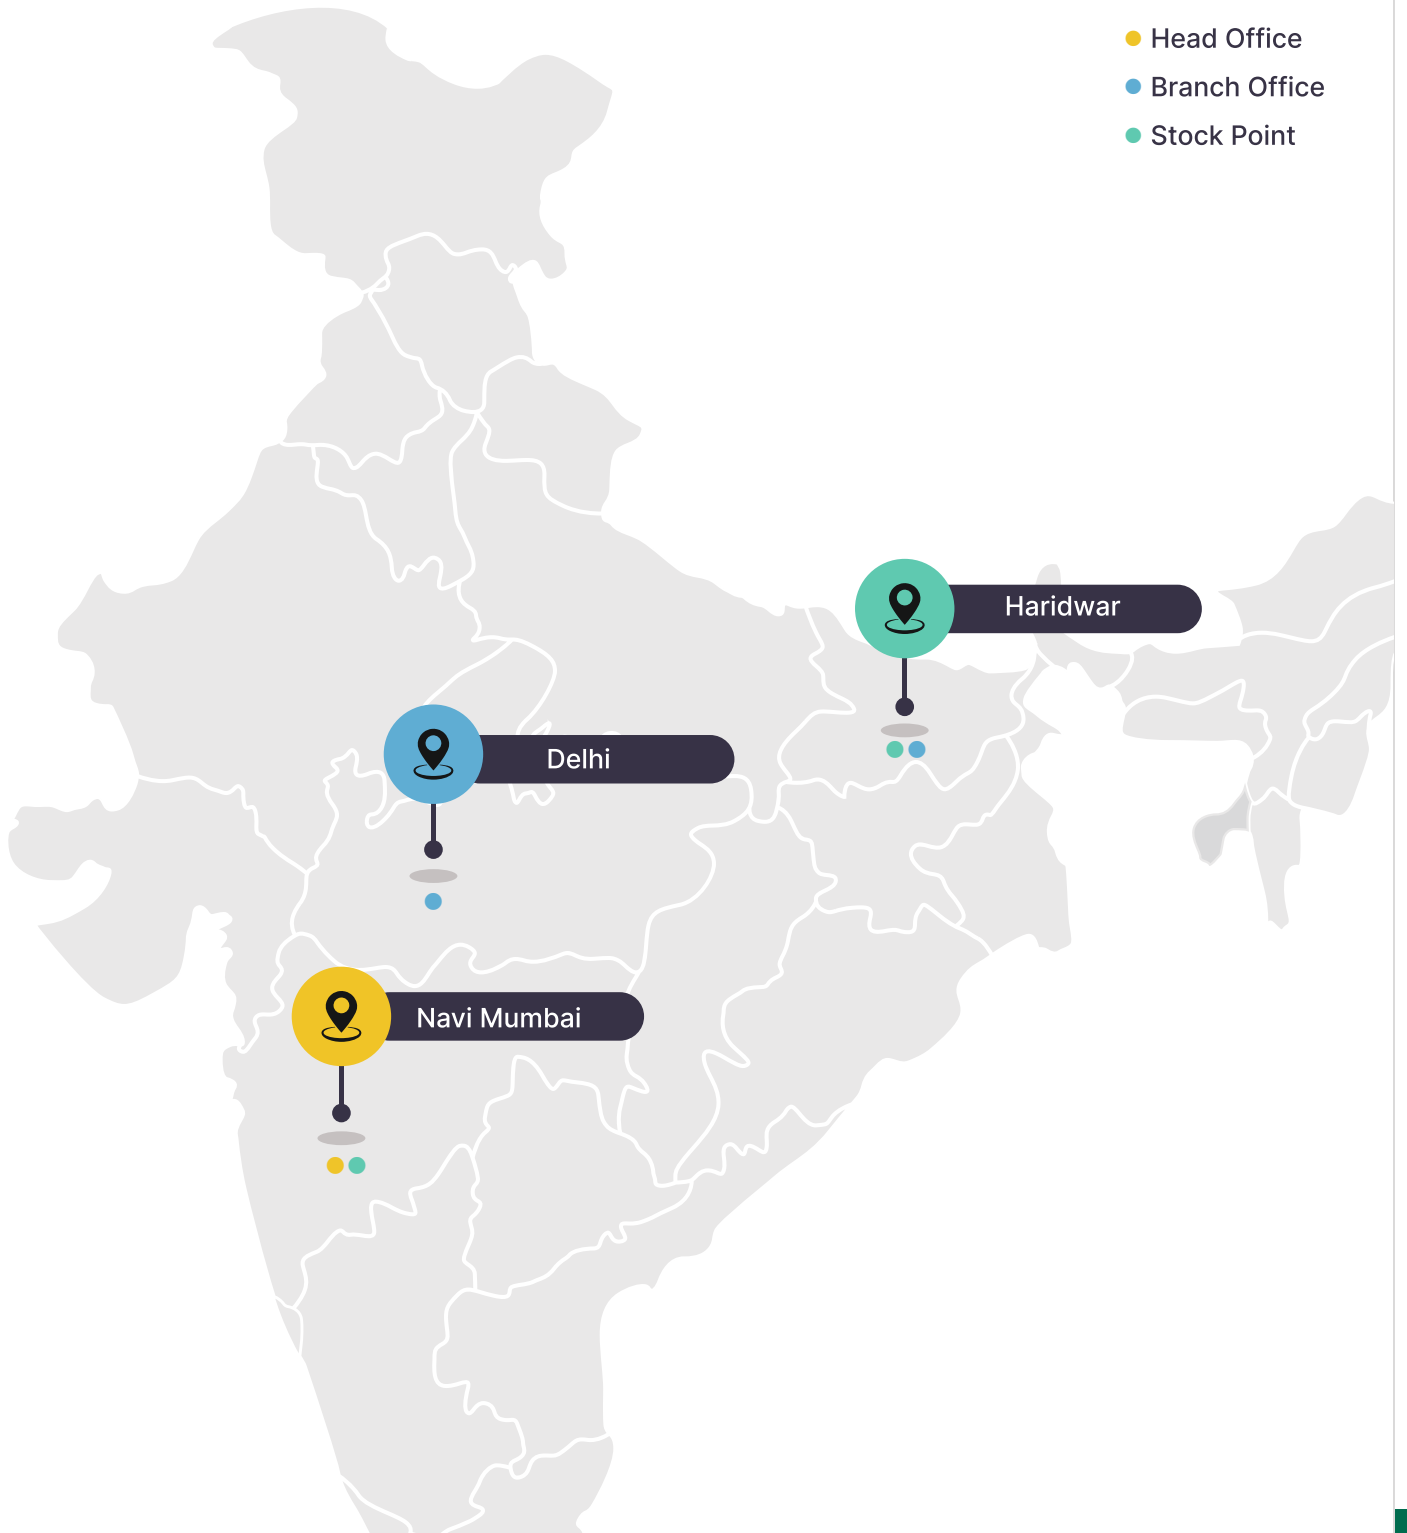 Head Office
Branch Office
Stock Point
Haridwar
Delhi
Navi Mumbai